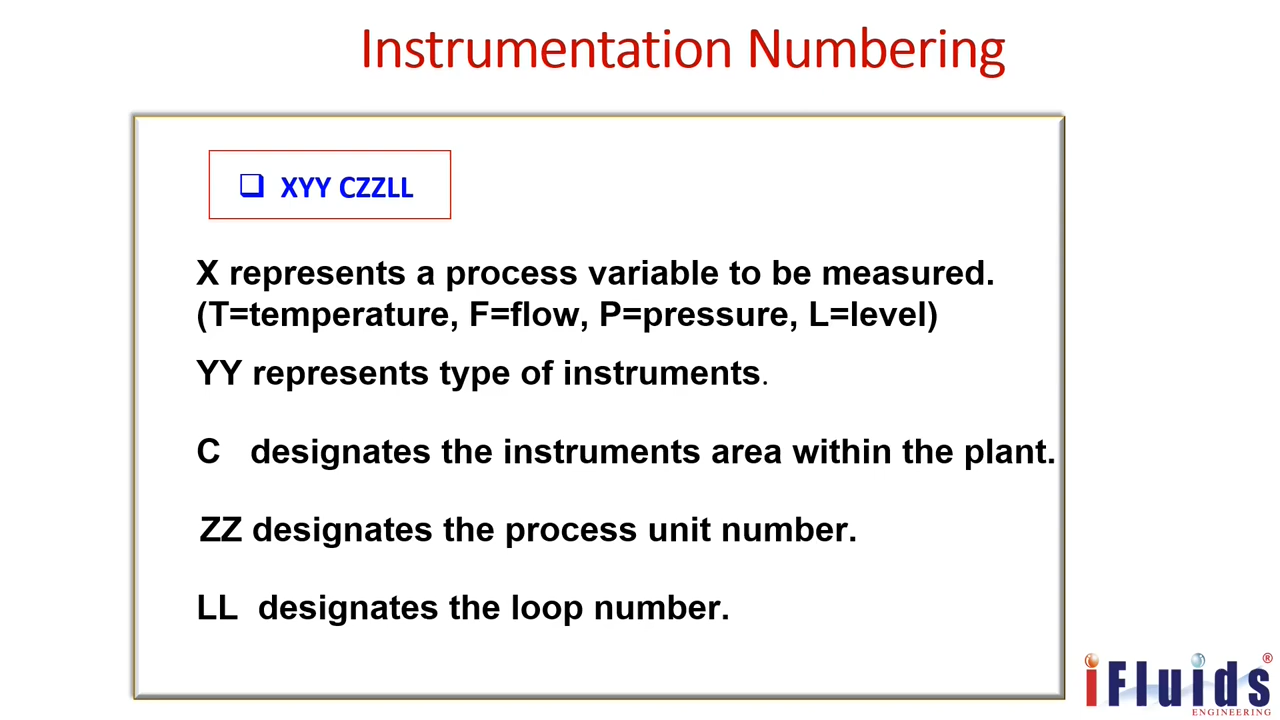 Instrumentation Numbering
❑ XYY CZZLL
X represents a process variable to be measured.
(T=temperature, F=flow, P=pressure, L=level)
YY represents type of instruments.
C designates the instruments area within the plant.
ZZ designates the process unit number.
LL designates the loop number.
iFluids®
ENGINEERING